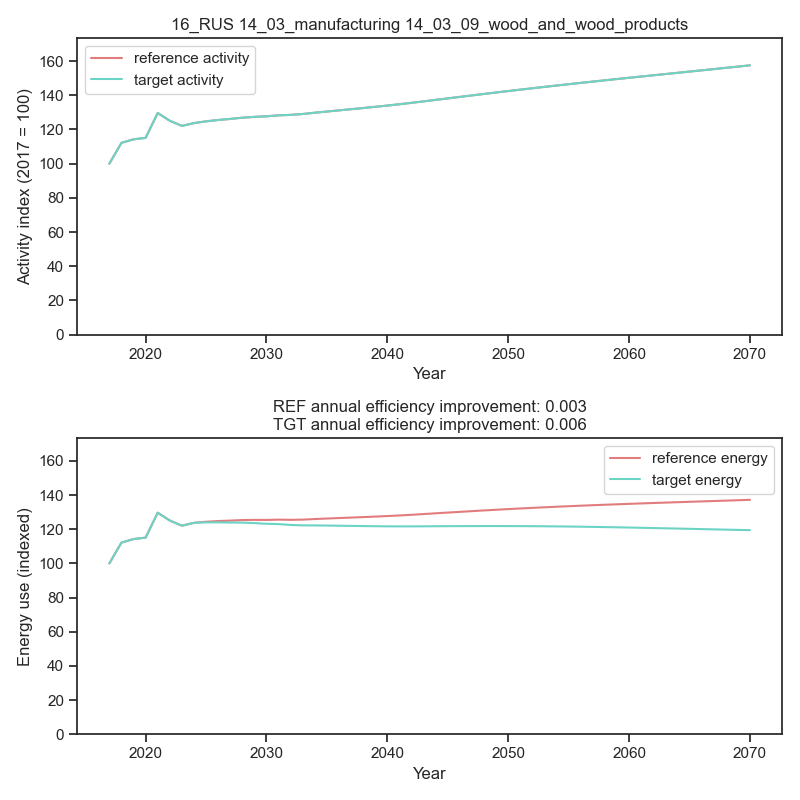 16_RUS 14_03_manufacturing 14_03_09_wood_and_wood_products
reference activity
target activity
Activity index (2017 = 100)
160
140
120
100
80
60
40
20
0
2020 2030 2040 2050 2060 2070
Year
REF annual efficiency improvement: 0.003
TGT annual efficiency improvement: 0.006
reference energy
target energy
Energy use (indexed)
160
140
120
100
80
60
40
20
0
2020 2030 2040 2050 2060 2070
Year